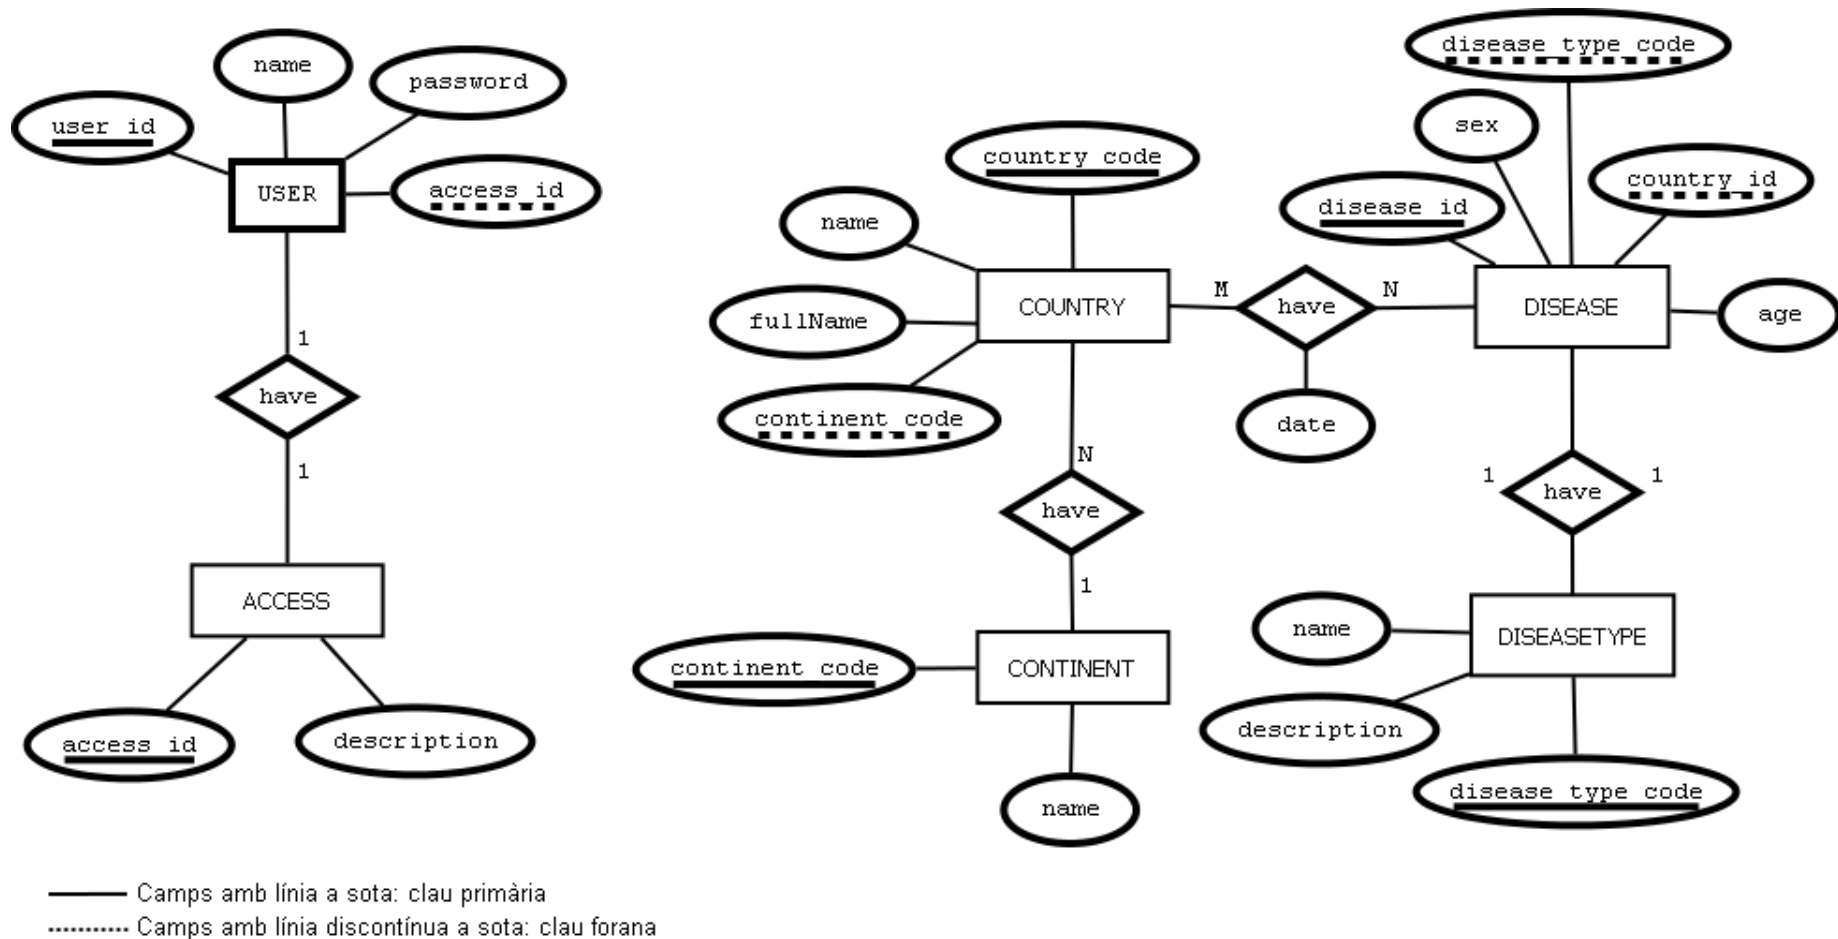 name
password
user_id
USER
access_id
1
have
1
ACCESS
access_id
description
country_code
name
COUNTRY
fullName
continent_code
M
have
N
date
N
have
1
continent_code
CONTINENT
name
disease_type_code
sex
country_id
disease_id
DISEASE
age
1
have
1
name
DISEASETYPE
description
disease_type_code
Camps amb línia a sota: clau primària
Camps amb línia discontínua a sota: clau forana